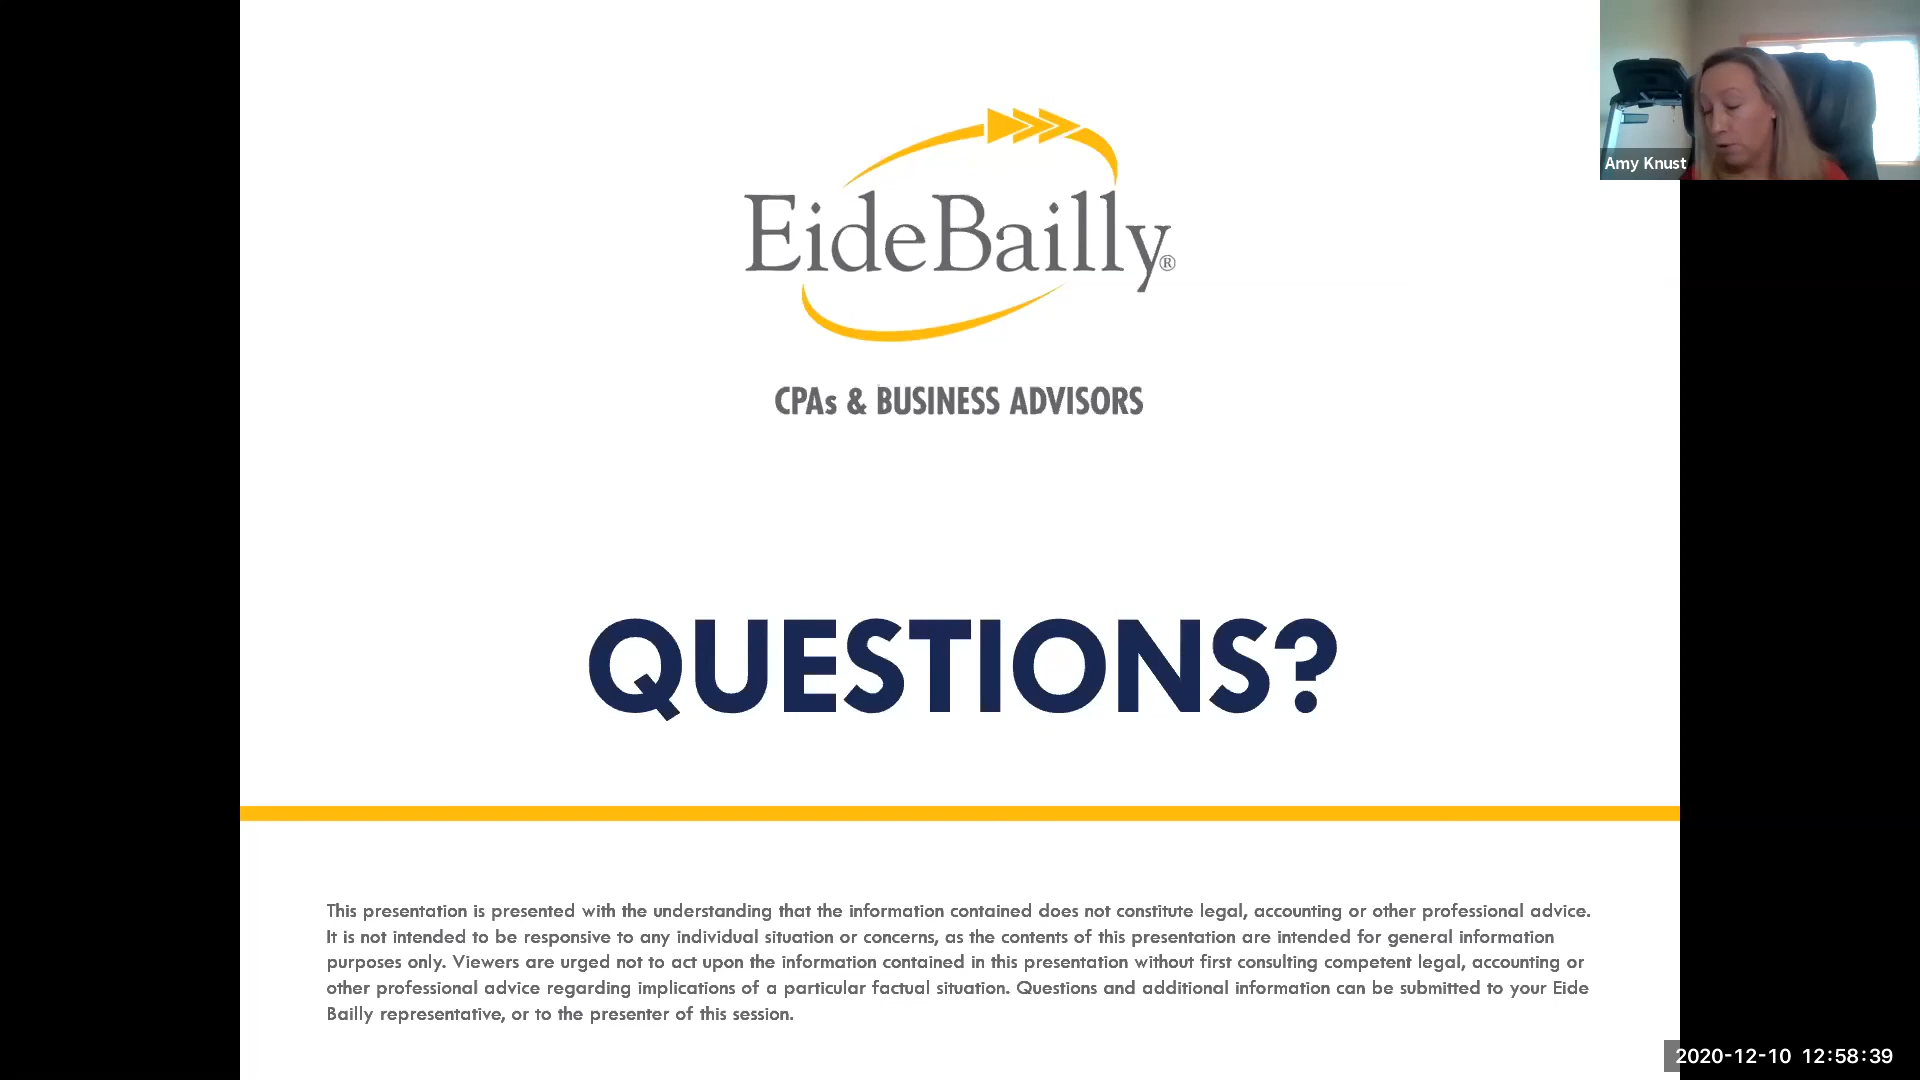 Amy Knust
EideBailly®
CPAs & BUSINESS ADVISORS
QUESTIONS?
This presentation is presented with the understanding that the information contained does not constitute legal, accounting or other professional advice.
It is not intended to be responsive to any individual situation or concerns, as the contents of this presentation are intended for general information
purposes only. Viewers are urged not to act upon the information contained in this presentation without first consulting competent legal, accounting or
other professional advice regarding implications of a particular factual situation. Questions and additional information can be submitted to your Eide
Bailly representative, or to the presenter of this session.
2020-12-10 12:58:39